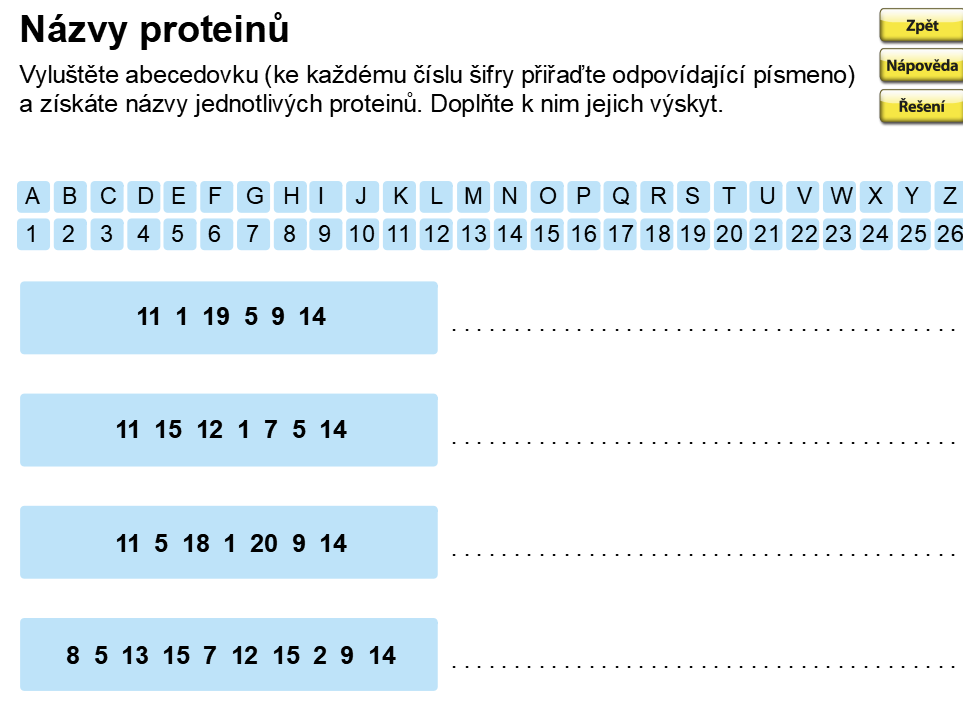 Názvy proteinů
Zpět
Vyluštěte abecedovku (ke každému číslu šifry přiřaďte odpovídající písmeno)
a získáte názvy jednotlivých proteinů. Doplňte k nim jejich výskyt.
Nápověda
Řešení
A B C D E F G H I J K L M N O P Q R S T U V W X Y Z
1 2 3 4 5 6 7 8 9 10 11 12 13 14 15 16 17 18 19 20 21 22 23 24 25 26
11 1 19 5 9 14 . . . . . . . . . . . . . . . . . . . . . . . . . . . . . . . . . . . . . . . . .
11 15 12 1 7 5 14 . . . . . . . . . . . . . . . . . . . . . . . . . . . . . . . . . . . . . . . . .
11 5 18 1 20 9 14 . . . . . . . . . . . . . . . . . . . . . . . . . . . . . . . . . . . . . . . . .
8 5 13 15 7 12 15 2 9 14 . . . . . . . . . . . . . . . . . . . . . . . . . . . . . . . . . . . . . . . . .